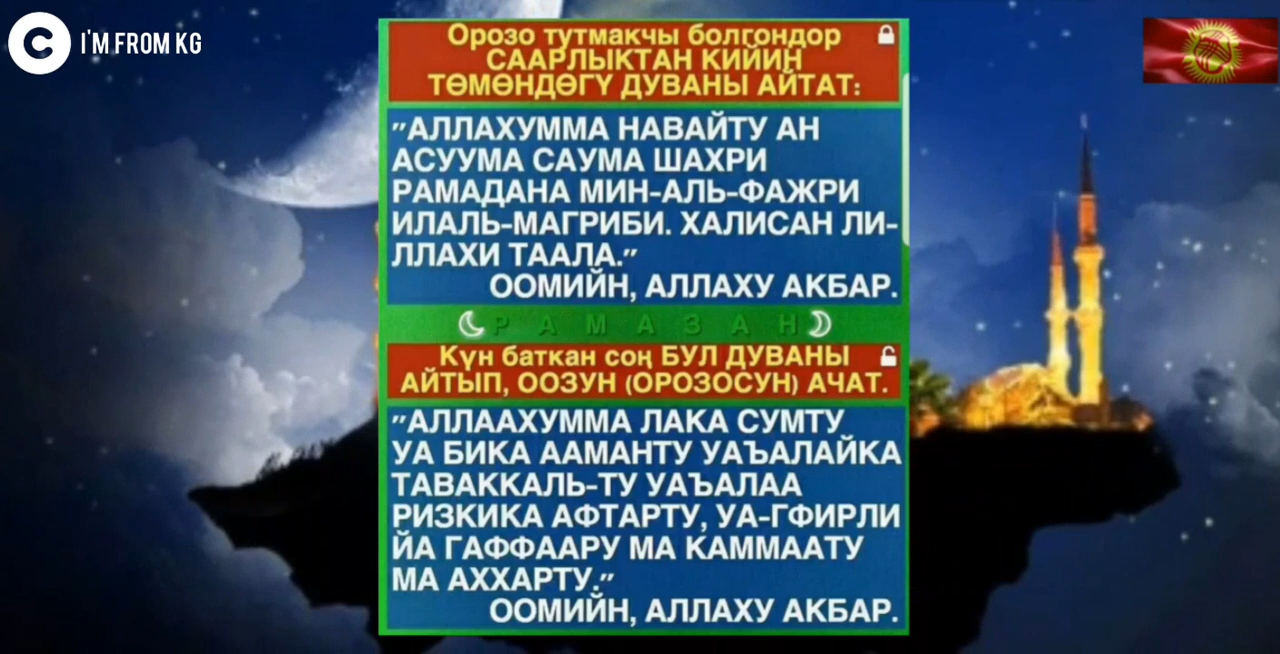 C I'M FROM KG
Орозо тутмакчы болгондор
СААРЛЫКТАН КИЙИН
ТӨМӨНДӨГҮ ДУВАНЫ АЙТАТ:
"АЛЛАХУММА НАВАЙТУ АН
АСУУМА САУМА ШАХРИ
РАМАДАНА МИН-АЛЬ-ФАЖРИ
ИЛАЛЬ-МАГРИБИ. ХАЛИСАН ЛИ-
ЛЛАХИ ТААЛА."
ООМИЙН, АЛЛАХУ АКБАР.
РАМАЗАН
Күн баткан соң БУЛ ДУВАНЫ
АЙТЫП, ООЗУН (ОРОЗОСУН) АЧАТ.
"АЛЛААХУММА ЛАКА СУМТУ
УА БИКА ААМАНТУ УАЪАЛАЙКА
ТАВАККАЛЬ-ТУ УАЪАЛАА
РИЗКИКА АФТАРТУ, УА-ГФИРЛИ
ЙА ГАФФААРУ МА КАММААТУ
МА АХХАРТУ."
ООМИЙН, АЛЛАХУ АКБАР.